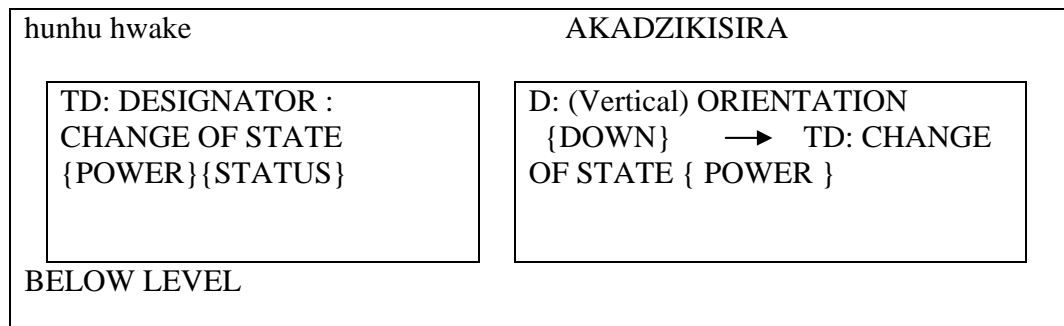 hunhu hwake AKADZIKISIRA
TD: DESIGNATOR :
CHANGE OF STATE
{POWER}{STATUS}
D: (Vertical) ORIENTATION
{DOWN} → TD: CHANGE
OF STATE { POWER }
BELOW LEVEL